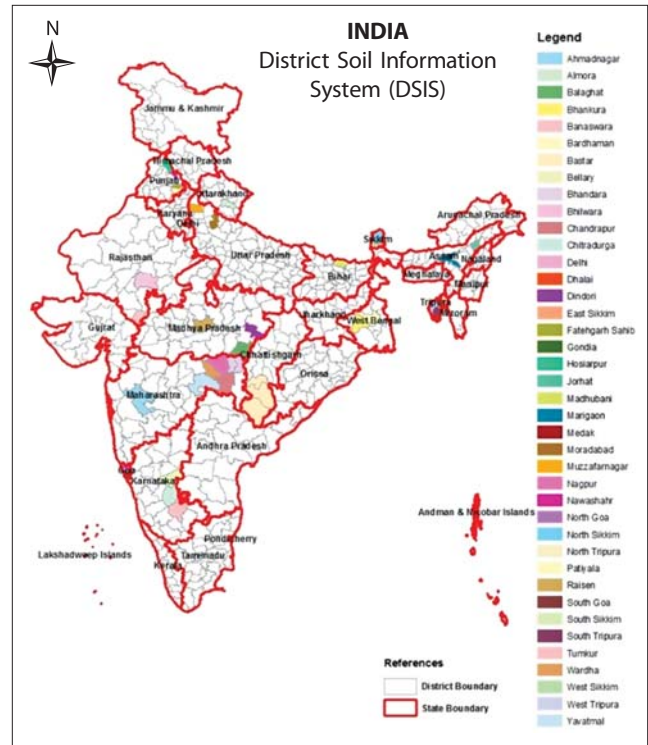 N
INDIA
District Soil Information
System (DSIS)
Legend
Ahmadnagar
Almora
Balaghat
Bhankura
Banaswara
Bardhaman
Bastar
Bellary
Bhandara
Bhilwara
Chandrapur
Chitradurga
Delhi
Dhalai
Dindori
East Sikkim
Fatehgarh Sahib
Gondia
Hosiarpur
Jorhat
Madhubani
Marigaon
Medak
Moradabad
Muzzafarnagar
Nagpur
Nawashahr
North Goa
North Sikkim
North Tripura
Patiyala
Raisen
South Goa
South Sikkim
South Tripura
Tumkur
Wardha
West Sikkim
West Tripura
Yavatmal
Jammu & Kashmir
Himachal Pradesh
Punjab
Uttarakhand
Haryana
Delhi
Arunachal Pradesh
Rajasthan
Uttar Pradesh
Sikkim
Assam
Nagaland
Bihar
Meghalaya
Manipur
Gujrat
Madhya Pradesh
Jharkhand
West Bengal
Tripura
Mizoram
Chhattishgarh
Orissa
Maharashtra
Andhra Pradesh
Goa
Karnataka
Andman & Nicobar Islands
Pondicherry
Lakshadweep Islands
Kerala
Tamilnadu
References
District Boundary
State Boundary